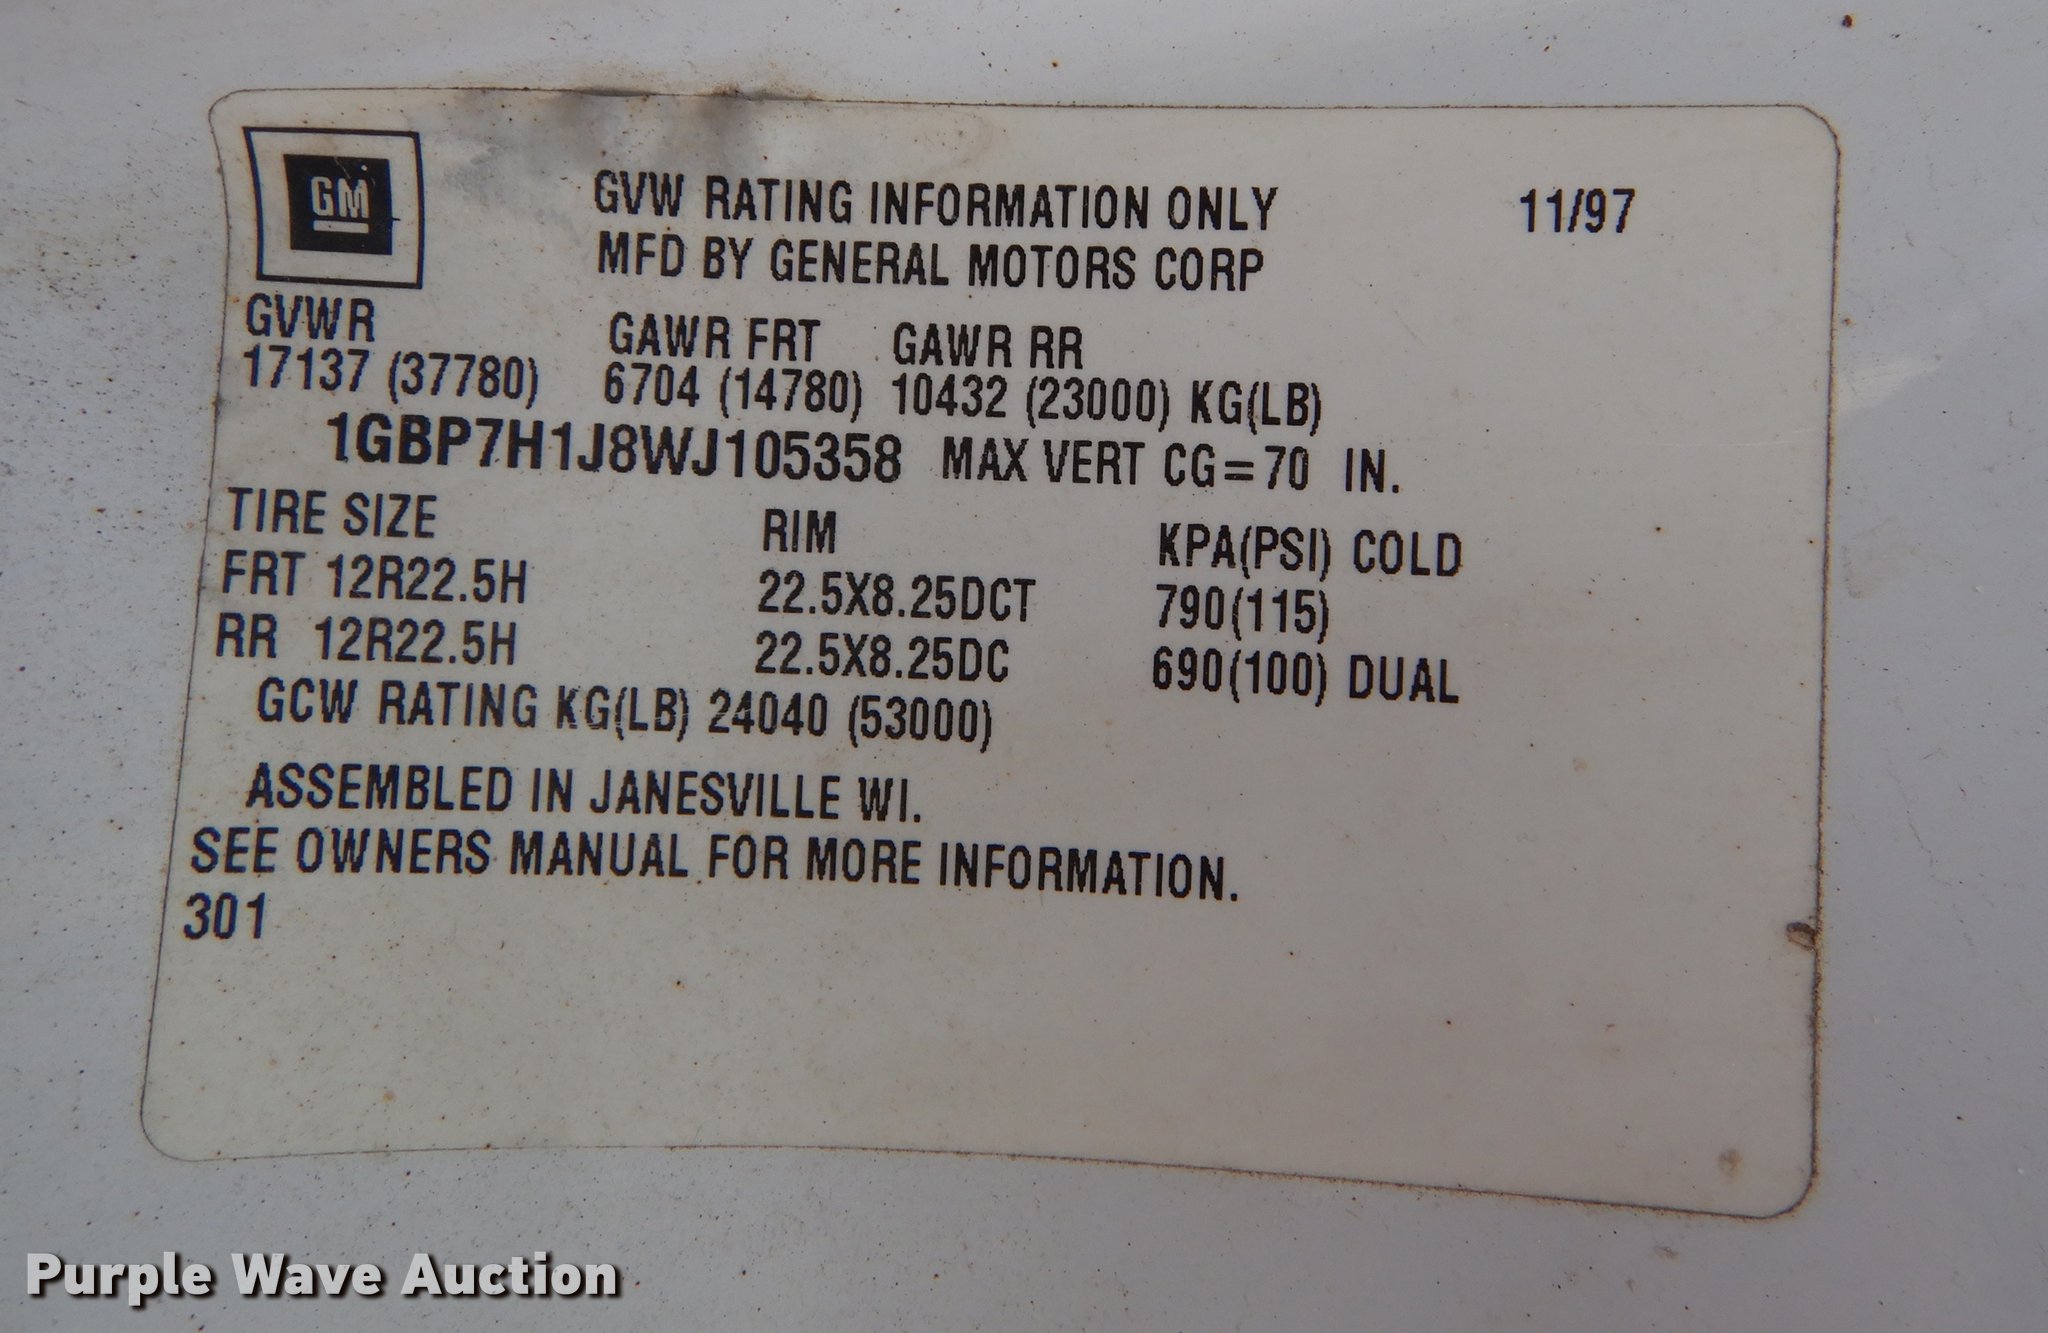 GM
GVW RATING INFORMATION ONLY 11/97
MFD BY GENERAL MOTORS CORP
GVWR GAWR FRT GAWR RR
17137 (37780) 6704 (14780) 10432 (23000) KG(LB)
1GBP7H1J8WJ105358 MAX VERT CG=70 IN.
TIRE SIZE RIM KPA(PSI) COLD
FRT 12R22.5H 22.5X8.25DCT 790(115)
RR 12R22.5H 22.5X8.25DC 690(100) DUAL
GCW RATING KG(LB) 24040 (53000)
ASSEMBLED IN JANESVILLE WI.
SEE OWNERS MANUAL FOR MORE INFORMATION.
301
Purple Wave Auction